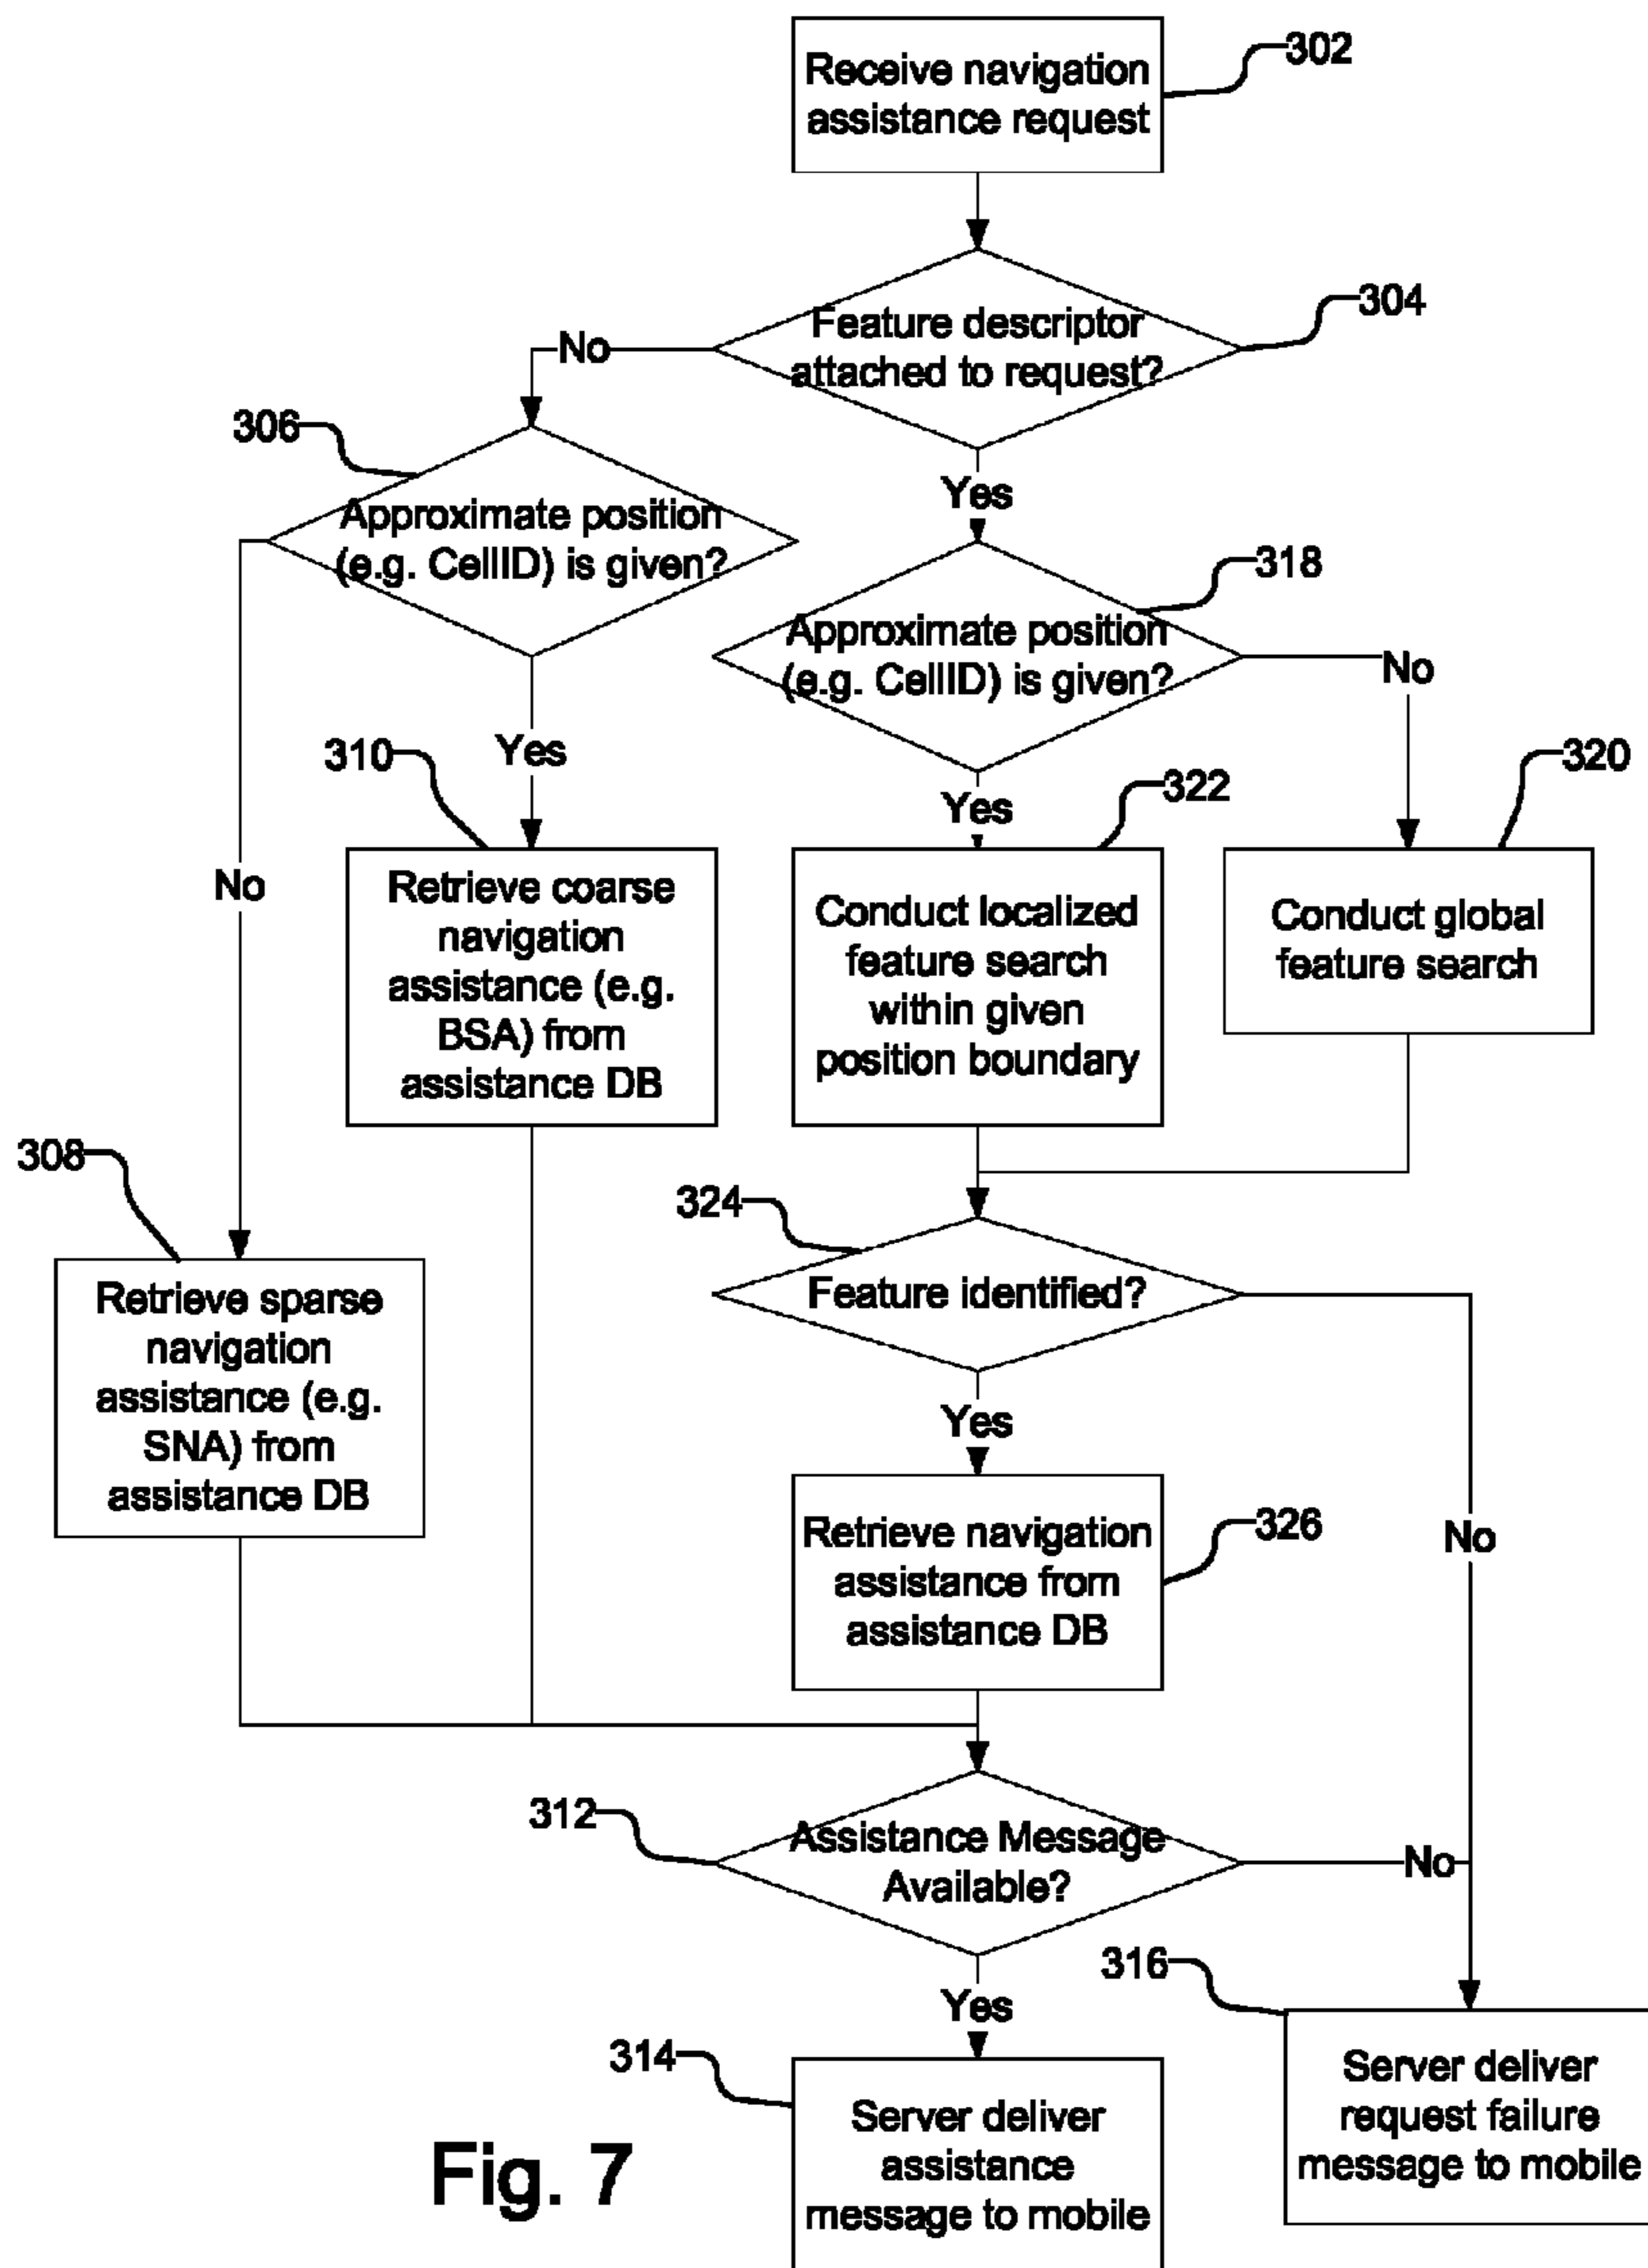 Receive navigation
assistance request
302
Feature descriptor
attached to request?
304
No
306
Approximate position
(e.g. CellID) is given?
Yes
Approximate position
(e.g. CellID) is given?
318
No
310
Yes
Yes
322
320
No
Retrieve coarse
navigation
assistance (e.g.
BSA) from
assistance DB
Conduct localized
feature search
within given
position boundary
Conduct global
feature search
308
324
Feature identified?
Retrieve sparse
navigation
assistance (e.g.
SNA) from
assistance DB
Yes
No
Retrieve navigation
assistance from
assistance DB
326
312
Assistance Message
Available?
No
316
Yes
314
Server deliver
assistance
message to mobile
Server deliver
request failure
message to mobile
Fig. 7